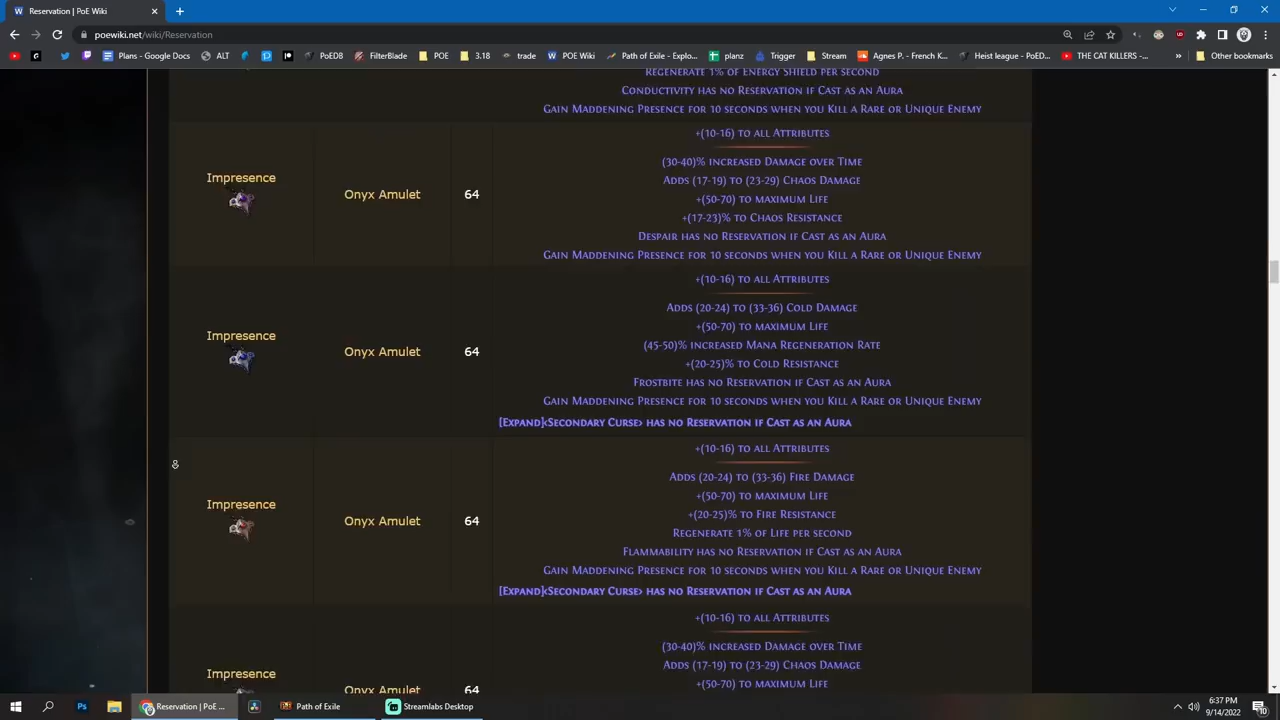 Reservation | PoE Wiki
poewiki.net/wiki/Reservation
Plans - Google Docs
ALT
PoEDB
FilterBlade
POE
3.18
trade
POE Wiki
Path of Exile - Explo...
planz
Trigger
Stream
Agnes P. - French K...
Heist league - PoED...
THE CAT KILLERS -...
Other bookmarks
Regenerate 1% of Energy Shield per second
Conductivity has no Reservation if Cast as an Aura
Gain Maddening Presence for 10 seconds when you Kill a Rare or Unique Enemy
Impresence
Onyx Amulet
64
+(10-16) to all Attributes
(30-40)% increased Damage over Time
Adds (17-19) to (23-29) Chaos Damage
+(50-70) to maximum Life
+(17-23)% to Chaos Resistance
Despair has no Reservation if Cast as an Aura
Gain Maddening Presence for 10 seconds when you Kill a Rare or Unique Enemy
Impresence
Onyx Amulet
64
+(10-16) to all Attributes
Adds (20-24) to (33-36) Cold Damage
+(50-70) to maximum Life
(45-50)% increased Mana Regeneration Rate
+(20-25)% to Cold Resistance
Frostbite has no Reservation if Cast as an Aura
Gain Maddening Presence for 10 seconds when you Kill a Rare or Unique Enemy
[Expand]<Secondary Curse> has no Reservation if Cast as an Aura
Impresence
Onyx Amulet
64
+(10-16) to all Attributes
Adds (20-24) to (33-36) Fire Damage
+(50-70) to maximum Life
+(20-25)% to Fire Resistance
Regenerate 1% of Life per second
Flammability has no Reservation if Cast as an Aura
Gain Maddening Presence for 10 seconds when you Kill a Rare or Unique Enemy
[Expand]<Secondary Curse> has no Reservation if Cast as an Aura
Impresence
Onyx Amulet
64
+(10-16) to all Attributes
(30-40)% increased Damage over Time
Adds (17-19) to (23-29) Chaos Damage
+(50-70) to maximum Life
Reservation | PoE ...
Path of Exile
Streamlabs Desktop
6:37 PM
9/14/2022